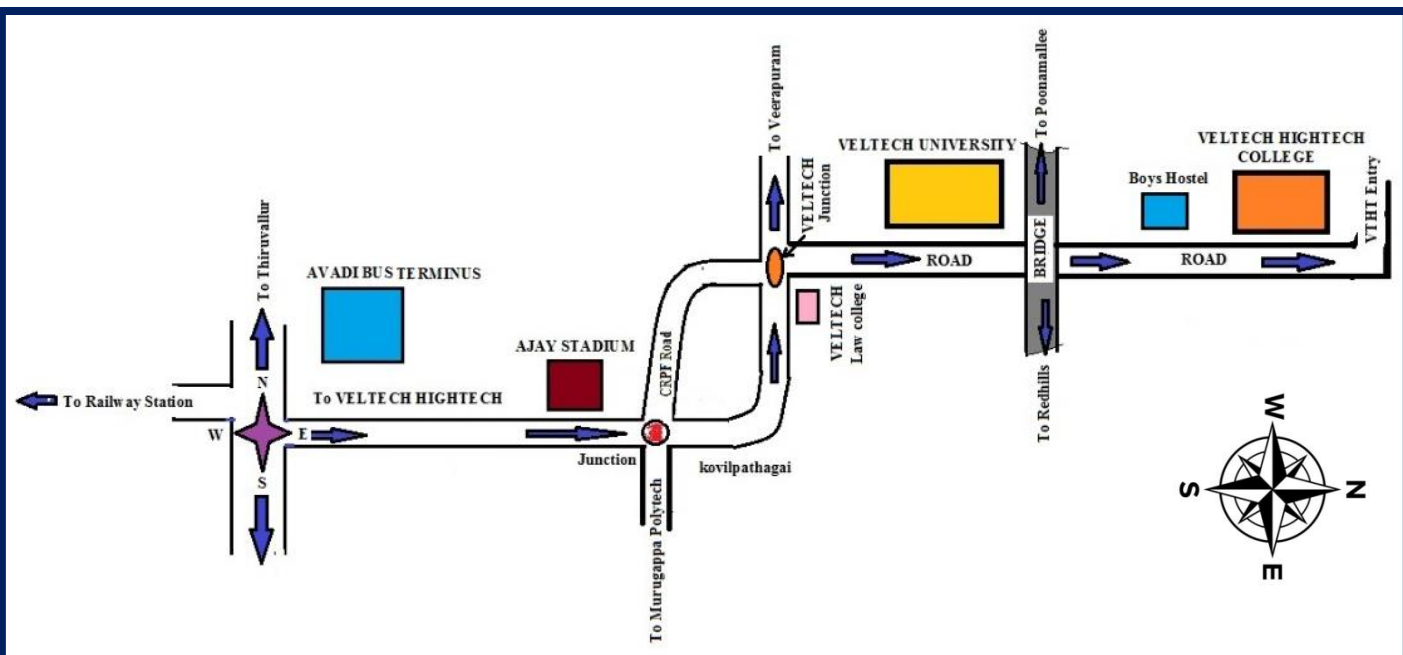 To Thiruvallur
AVADI BUS TERMINUS
To Railway Station
N
W
E
S
To VELTECH HIGHTECH
AJAY STADIUM
CRPF Road
Junction
kovilpathagai
To Murugappa Polytech
To Veerapuram
VELTECH
Junction
VELTECH
Law college
VELTECH UNIVERSITY
ROAD
To Poonamallee
BRIDGE
To Redhills
Boys Hostel
VELTECH HIGHTECH
COLLEGE
ROAD
VTHT Entry
W
S
N
E